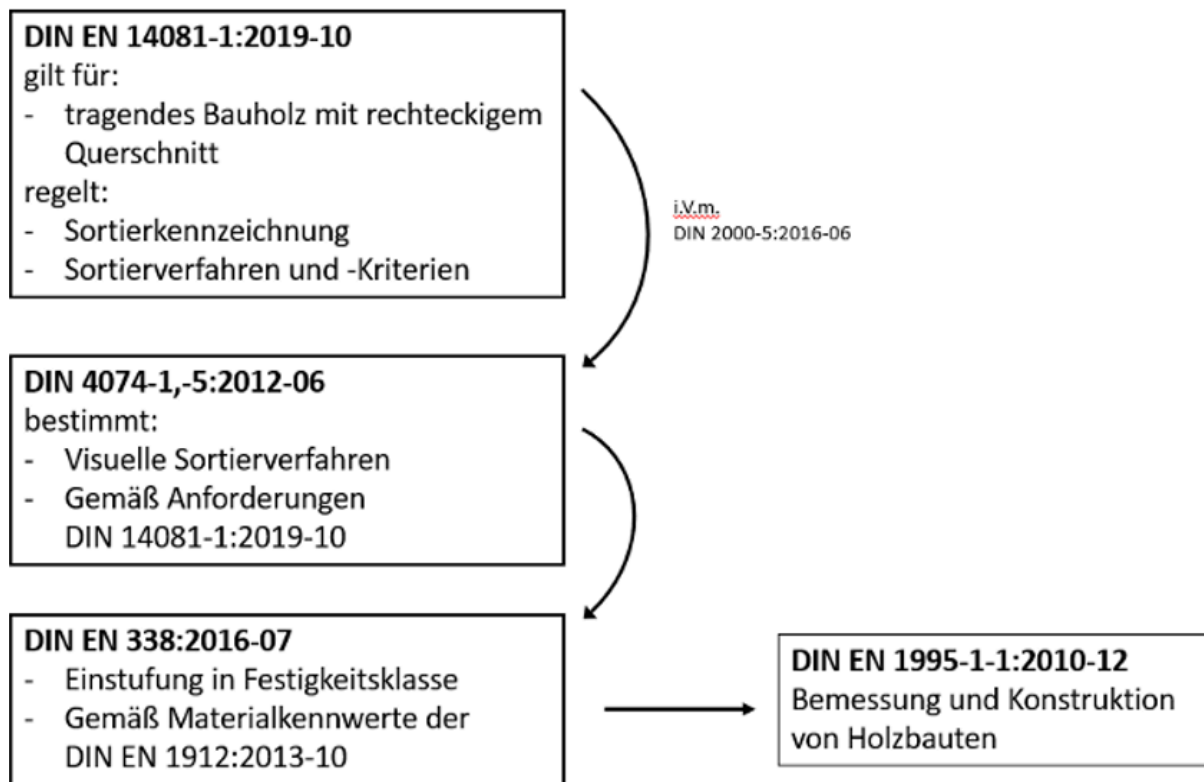 DIN EN 14081-1:2019-10
gilt für:
- tragendes Bauholz mit rechteckigem
Querschnitt
regelt:
- Sortierkennzeichnung
- Sortierverfahren und -Kriterien
i.V.m.
DIN 2000-5:2016-06
DIN 4074-1,-5:2012-06
bestimmt:
- Visuelle Sortierverfahren
- Gemäß Anforderungen
DIN 14081-1:2019-10
DIN EN 338:2016-07
- Einstufung in Festigkeitsklasse
- Gemäß Materialkennwerte der
DIN EN 1912:2013-10
DIN EN 1995-1-1:2010-12
Bemessung und Konstruktion
von Holzbauten